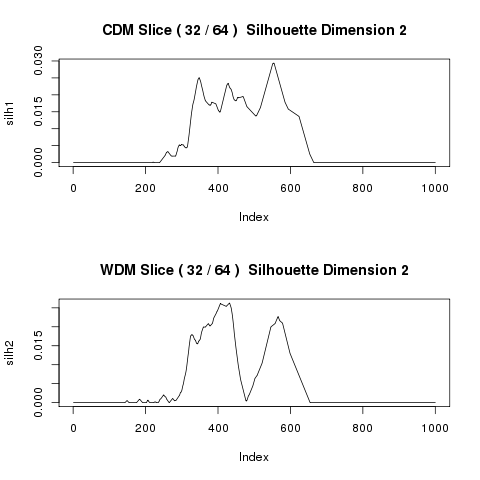 CDM Slice ( 32 / 64 )  Silhouette Dimension 2
silh1
0.000
0.015
0.030
0 200 400 600 800 1000
Index
WDM Slice ( 32 / 64 )  Silhouette Dimension 2
silh2
0.000
0.015
0 200 400 600 800 1000
Index